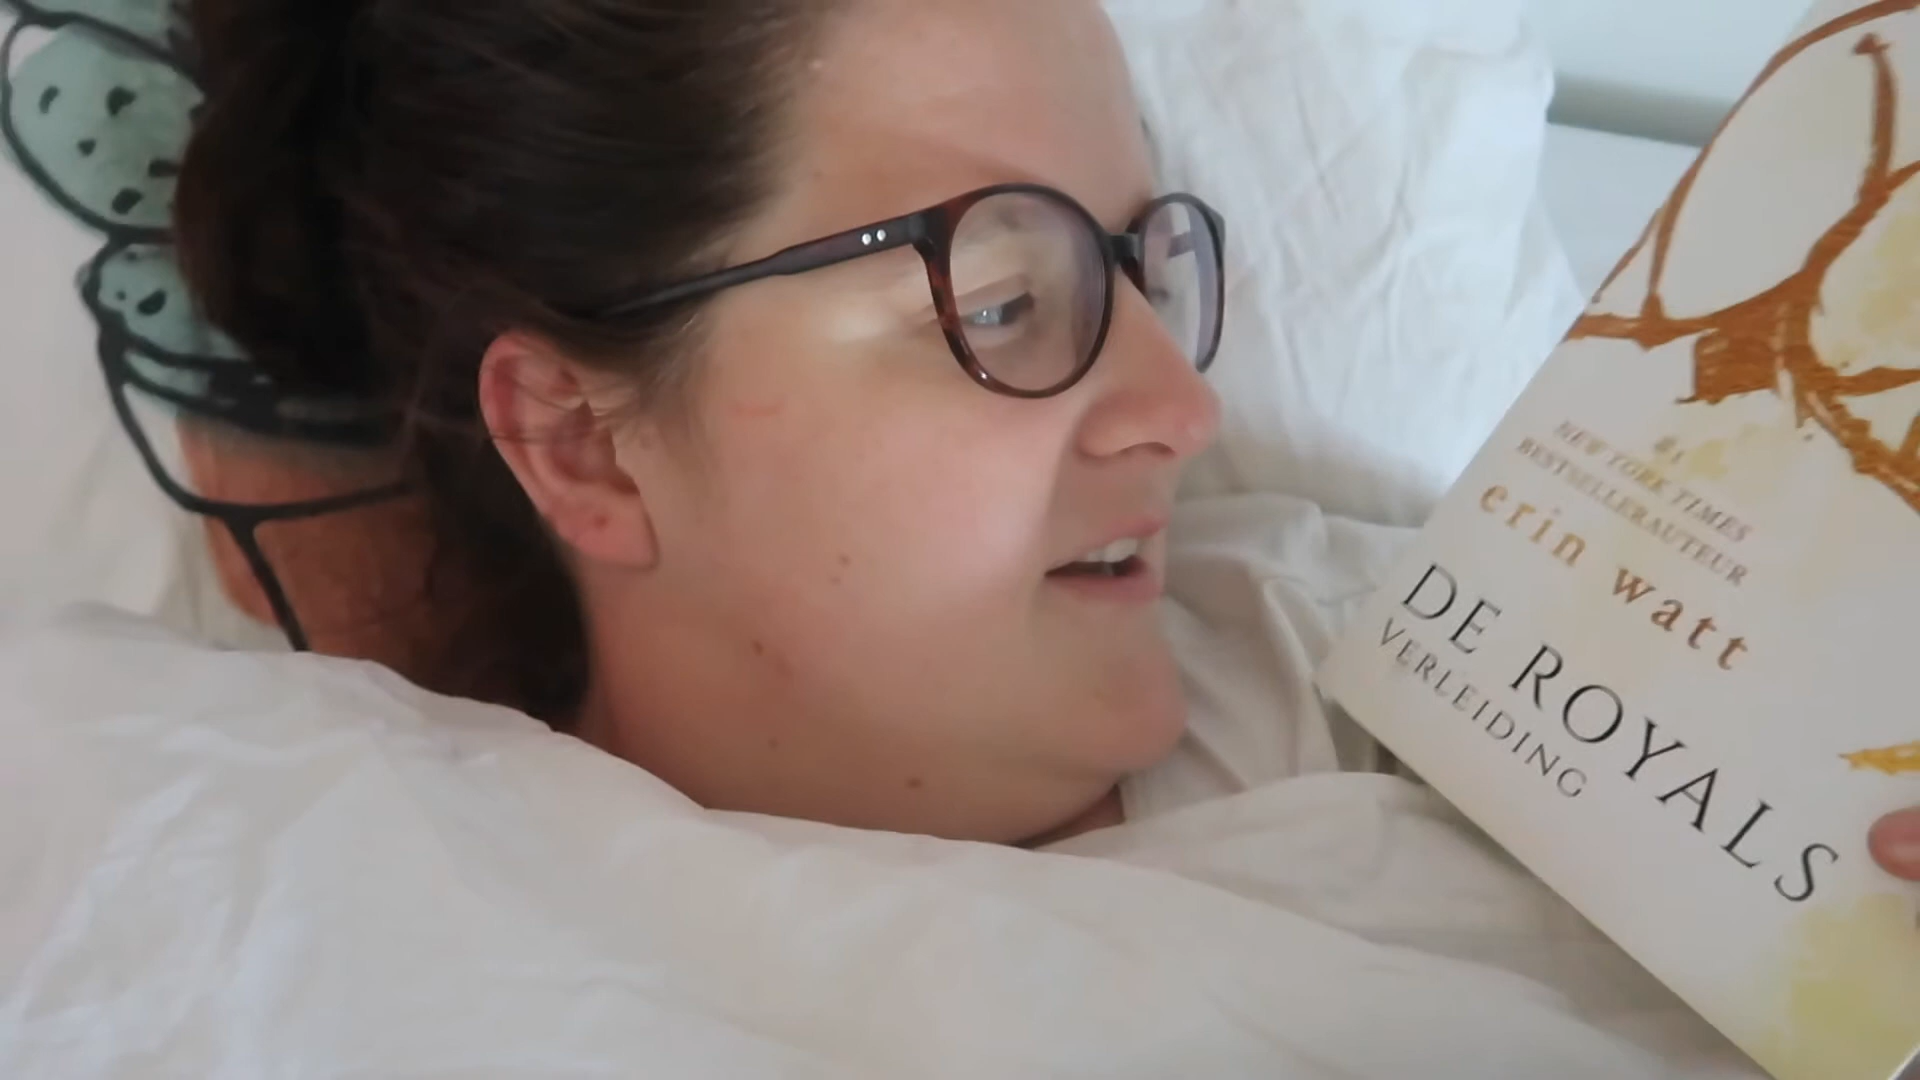 #1
NEW YORK TIMES
BESTSELLERAUTEUR
erin watt
DE ROYALS
VERLEIDING